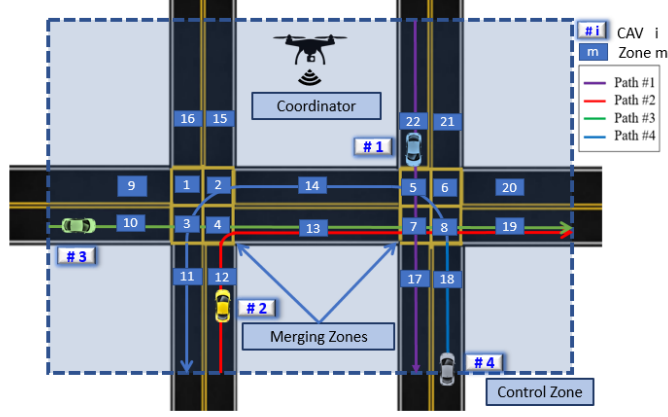 # i CAV i
m Zone m
Path #1
Path #2
Path #3
Path #4
Coordinator
16 15 22 21
# 1
9 1 2 14 5 6 20
10 3 4 13 7 8 19
# 3
11 12 17 18
# 2
Merging Zones
# 4
Control Zone